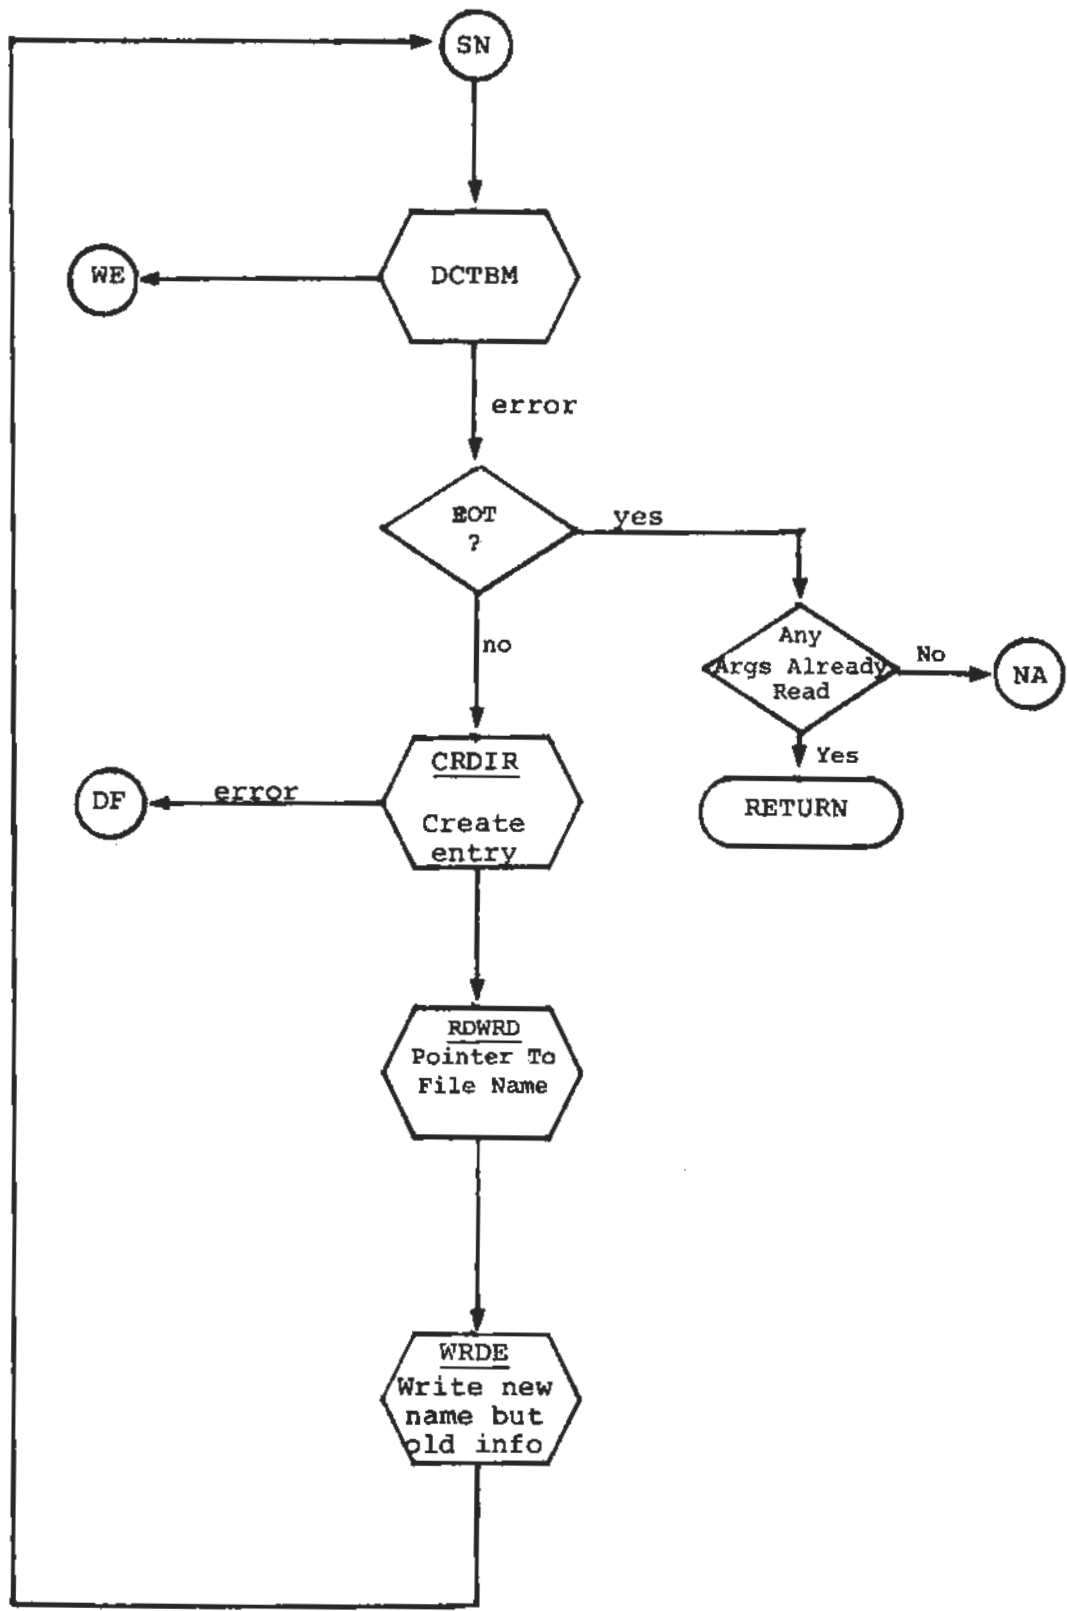 SN
WE
DCTBM
error
EOT
?
yes
no
Any
Args Already
Read
No
NA
Yes
RETURN
CRDIR
Create
entry
error
DF
RDWRD
Pointer To
File Name
WRDE
Write new
name but
old info